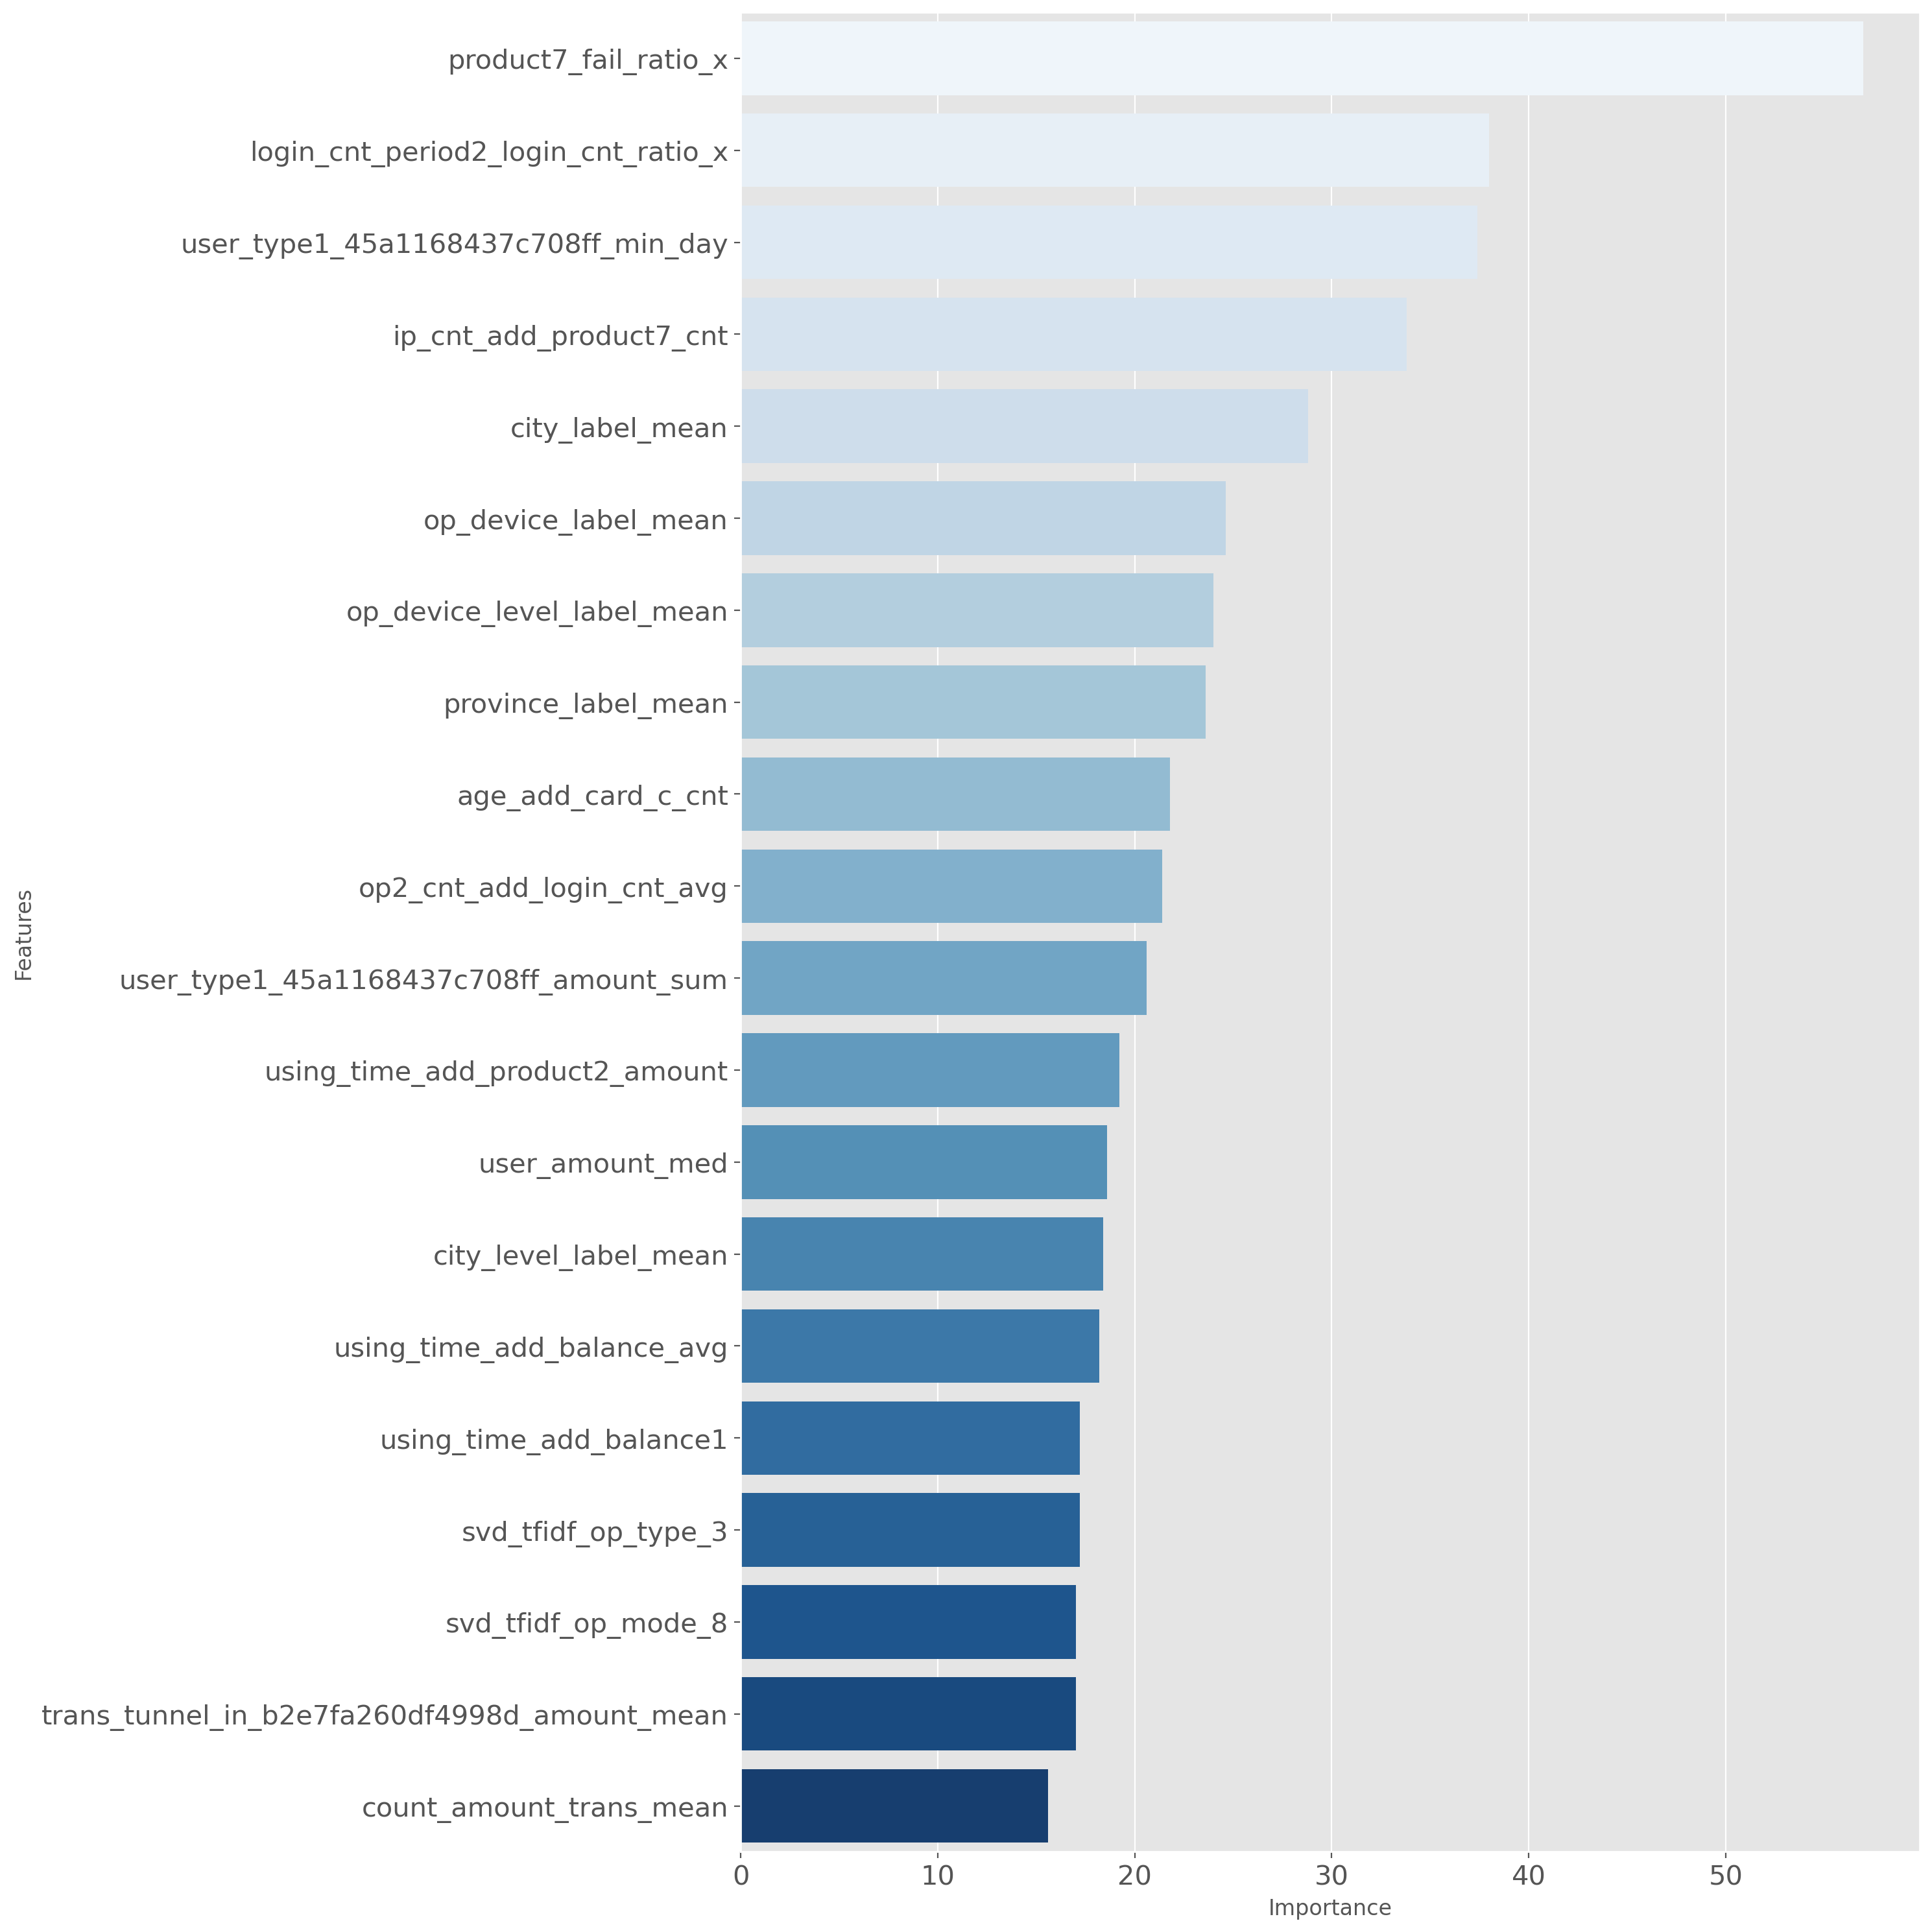 product7_fail_ratio_x
login_cnt_period2_login_cnt_ratio_x
user_type1_45a1168437c708ff_min_day
ip_cnt_add_product7_cnt
city_label_mean
op_device_label_mean
op_device_level_label_mean
province_label_mean
age_add_card_c_cnt
op2_cnt_add_login_cnt_avg
user_type1_45a1168437c708ff_amount_sum
using_time_add_product2_amount
user_amount_med
city_level_label_mean
using_time_add_balance_avg
using_time_add_balance1
svd_tfidf_op_type_3
svd_tfidf_op_mode_8
trans_tunnel_in_b2e7fa260df4998d_amount_mean
count_amount_trans_mean
Features
0 10 20 30 40 50
Importance